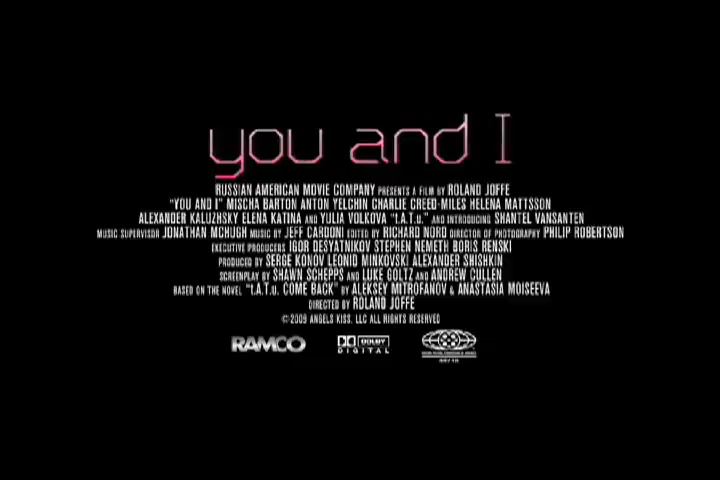 you and I
RUSSIAN AMERICAN MOVIE COMPANY PRESENTS A FILM BY ROLAND JOFFE
"YOU AND I" MISCHA BARTON ANTON YELCHIN CHARLIE CREED-MILES HELENA MATTSSON
ALEXANDER KALUZHSKY ELENA KATINA AND YULIA VOLKOVA "t.A.T.u." AND INTRODUCING SHANTEL VANSANTEN
MUSIC SUPERVISOR JONATHAN MCHUGH MUSIC BY JEFF CARDONI EDITED BY RICHARD NORD DIRECTOR OF PHOTOGRAPHY PHILIP ROBERTSON
EXECUTIVE PRODUCERS IGOR DESYATNIKOV STEPHEN NEMETH BORIS RENSKI
PRODUCED BY SERGE KONOV LEONID MINKOVSKI ALEXANDER SHISHKIN
SCREENPLAY BY SHAWN SCHEPPS AND LUKE GOLTZ AND ANDREW CULLEN
BASED ON THE NOVEL "t.A.T.u. COME BACK" BY ALEKSEY MITROFANOV & ANASTASIA MOISEEVA
DIRECTED BY ROLAND JOFFE
©2008 ANGELS KISS, LLC ALL RIGHTS RESERVED
RAMCO DOLBY
DIGITAL